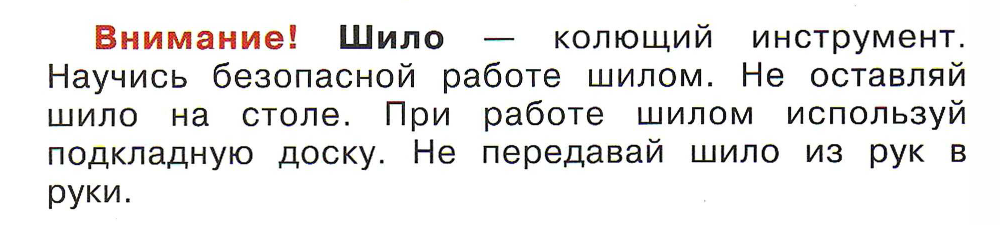 Внимание! Шило — колющий инструмент.
Научись безопасной работе шилом. Не оставляй
шило на столе. При работе шилом используй
подкладную доску. Не передавай шило из рук в
руки.